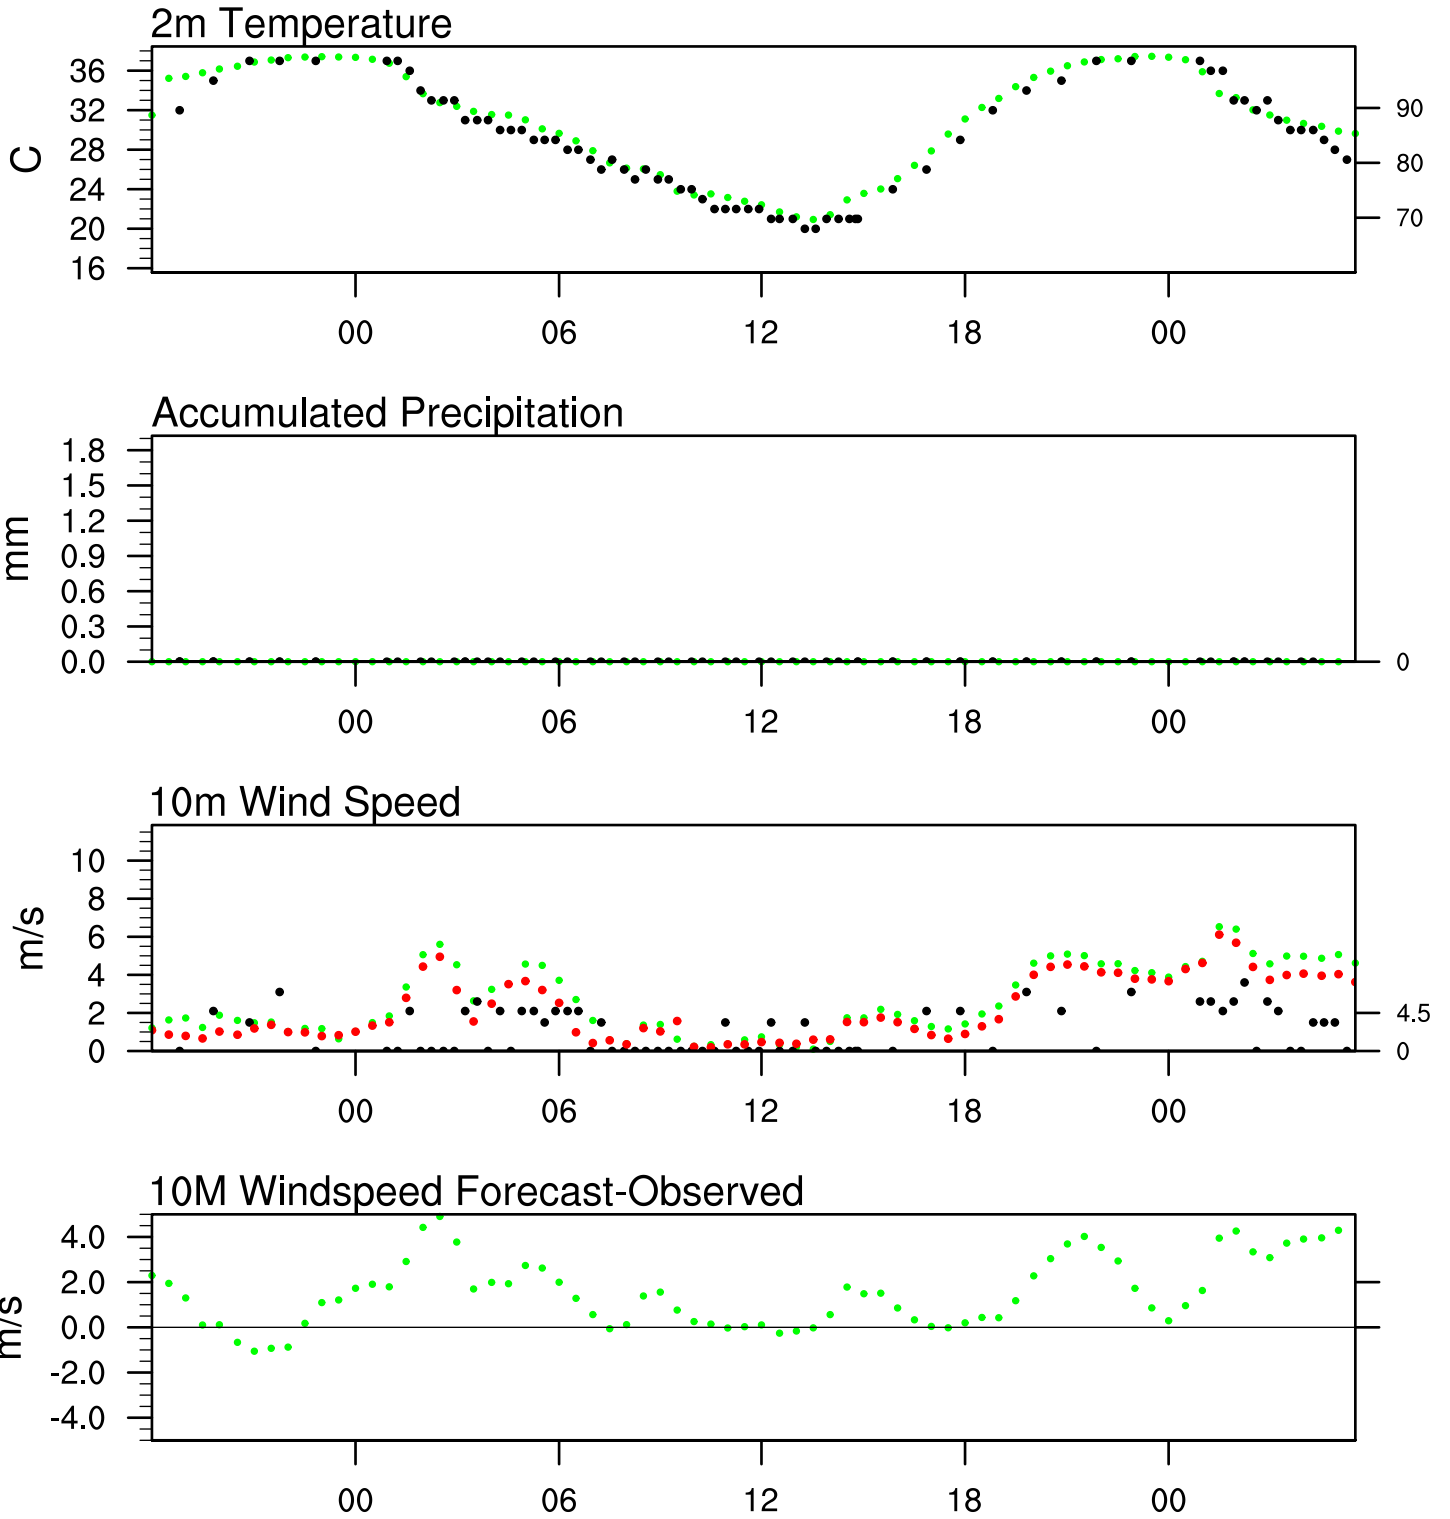 2m Temperature
36
32
28
24
20
16
C
90
80
70
00 06 12 18 00
Accumulated Precipitation
1.8
1.5
1.2
0.9
0.6
0.3
0.0
mm
0
00 06 12 18 00
10m Wind Speed
10
8
6
4
2
0
m/s
4.5
0
00 06 12 18 00
10M Windspeed Forecast-Observed
4.0
2.0
0.0
-2.0
-4.0
m/s
00 06 12 18 00